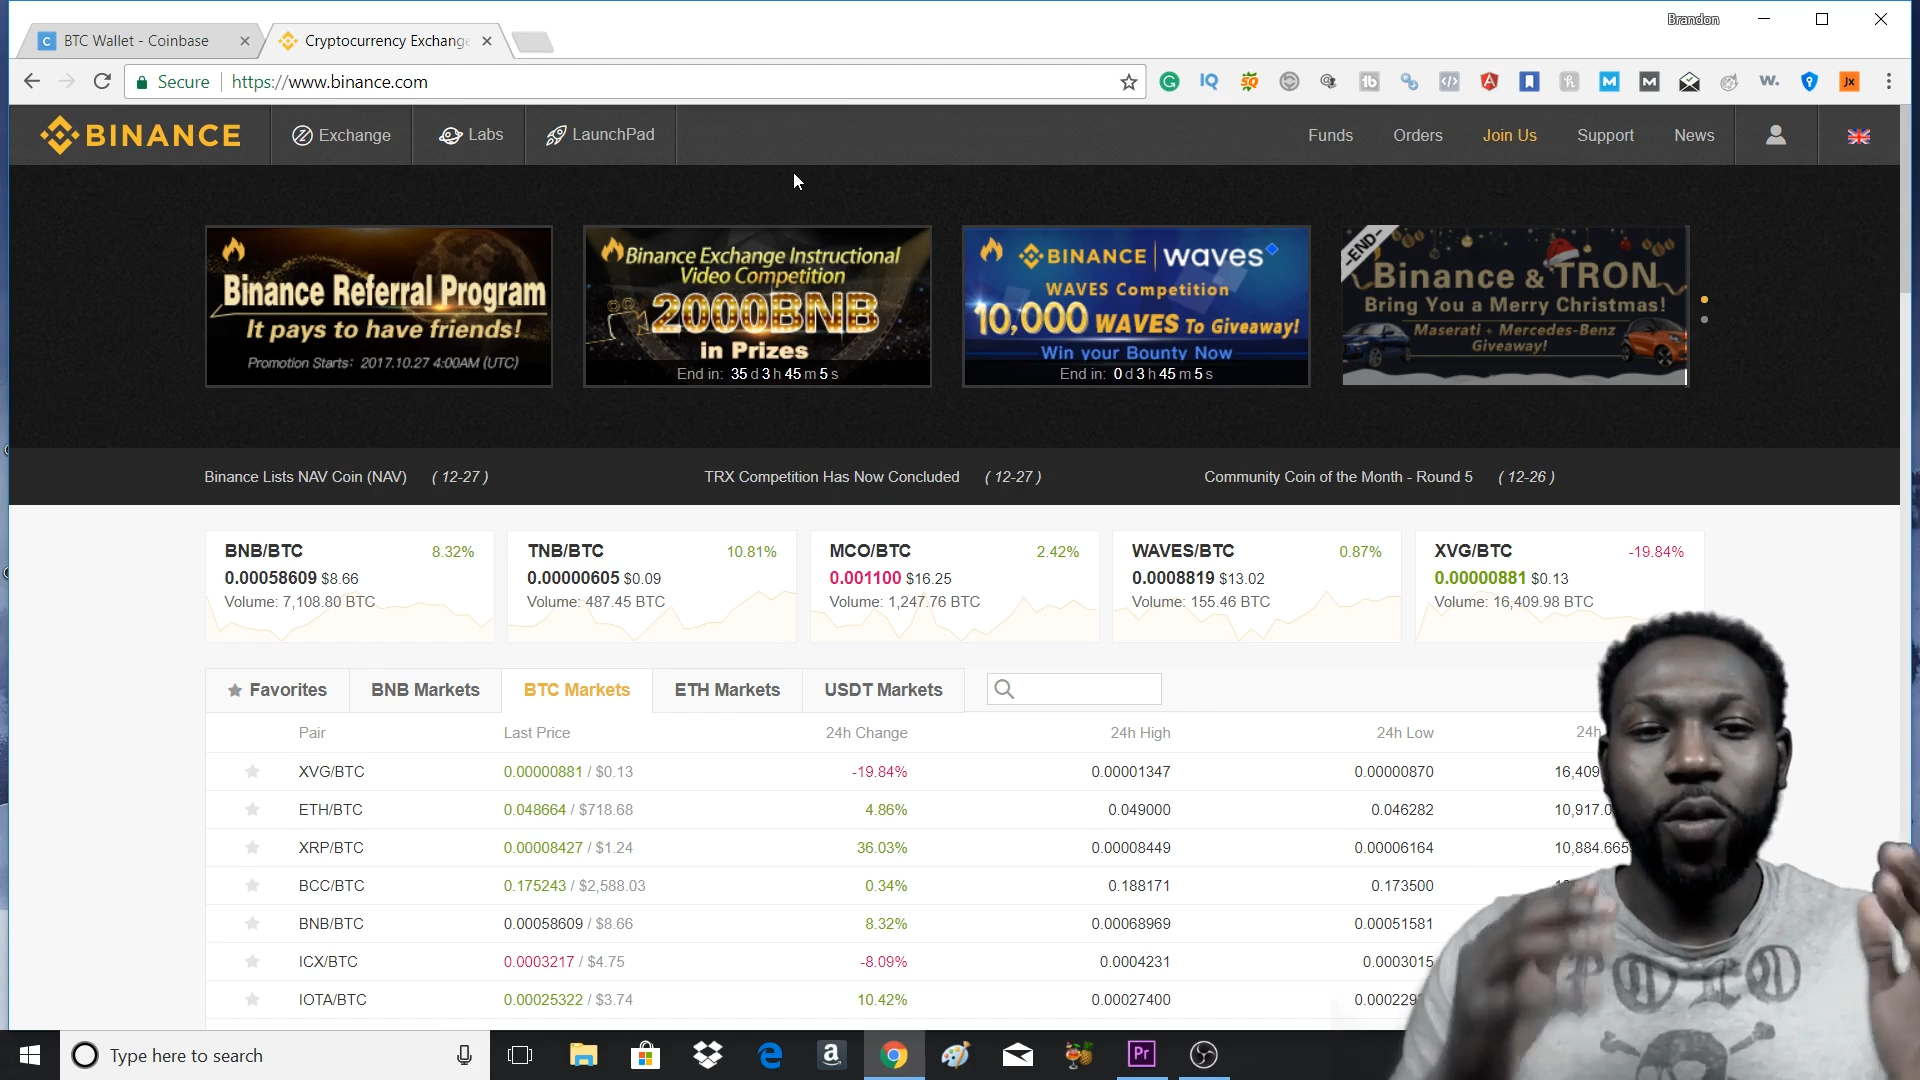 Brandon
BTC Wallet - Coinbase
Cryptocurrency Exchange
Secure
https://www.binance.com
BINANCE
Exchange
Labs
LaunchPad
Funds
Orders
Join Us
Support
News
Binance Referral Program
It pays to have friends!
Promotion Starts: 2017.10.27 4:00AM (UTC)
Binance Exchange Instructional
Video Competition
2000BNB
in Prizes
End in: 35 d 3 h 45 m 5 s
BINANCE | waves
WAVES Competition
10,000 WAVES To Giveaway!
Win your Bounty Now
End in: 0 d 3 h 45 m 5 s
-END-
Binance & TRON
Bring You a Merry Christmas!
Maserati + Mercedes-Benz
Giveaway!
Binance Lists NAV Coin (NAV) ( 12-27 )
TRX Competition Has Now Concluded ( 12-27 )
Community Coin of the Month - Round 5 ( 12-26 )
BNB/BTC 8.32%
0.00058609 $8.66
Volume: 7,108.80 BTC
TNB/BTC 10.81%
0.00000605 $0.09
Volume: 487.45 BTC
MCO/BTC 2.42%
0.001100 $16.25
Volume: 1,247.76 BTC
WAVES/BTC 0.87%
0.0008819 $13.02
Volume: 155.46 BTC
XVG/BTC -19.84%
0.00000881 $0.13
Volume: 16,409.98 BTC
Favorites
BNB Markets
BTC Markets
ETH Markets
USDT Markets
Pair Last Price 24h Change 24h High 24h Low 24h
XVG/BTC 0.00000881 / $0.13 -19.84% 0.00001347 0.00000870 16,409
ETH/BTC 0.048664 / $718.68 4.86% 0.049000 0.046282 10,917.0
XRP/BTC 0.00008427 / $1.24 36.03% 0.00008449 0.00006164 10,884.665
BCC/BTC 0.175243 / $2,588.03 0.34% 0.188171 0.173500
BNB/BTC 0.00058609 / $8.66 8.32% 0.00068969 0.00051581
ICX/BTC 0.0003217 / $4.75 -8.09% 0.0004231 0.0003015
IOTA/BTC 0.00025322 / $3.74 10.42% 0.00027400 0.000229
Type here to search